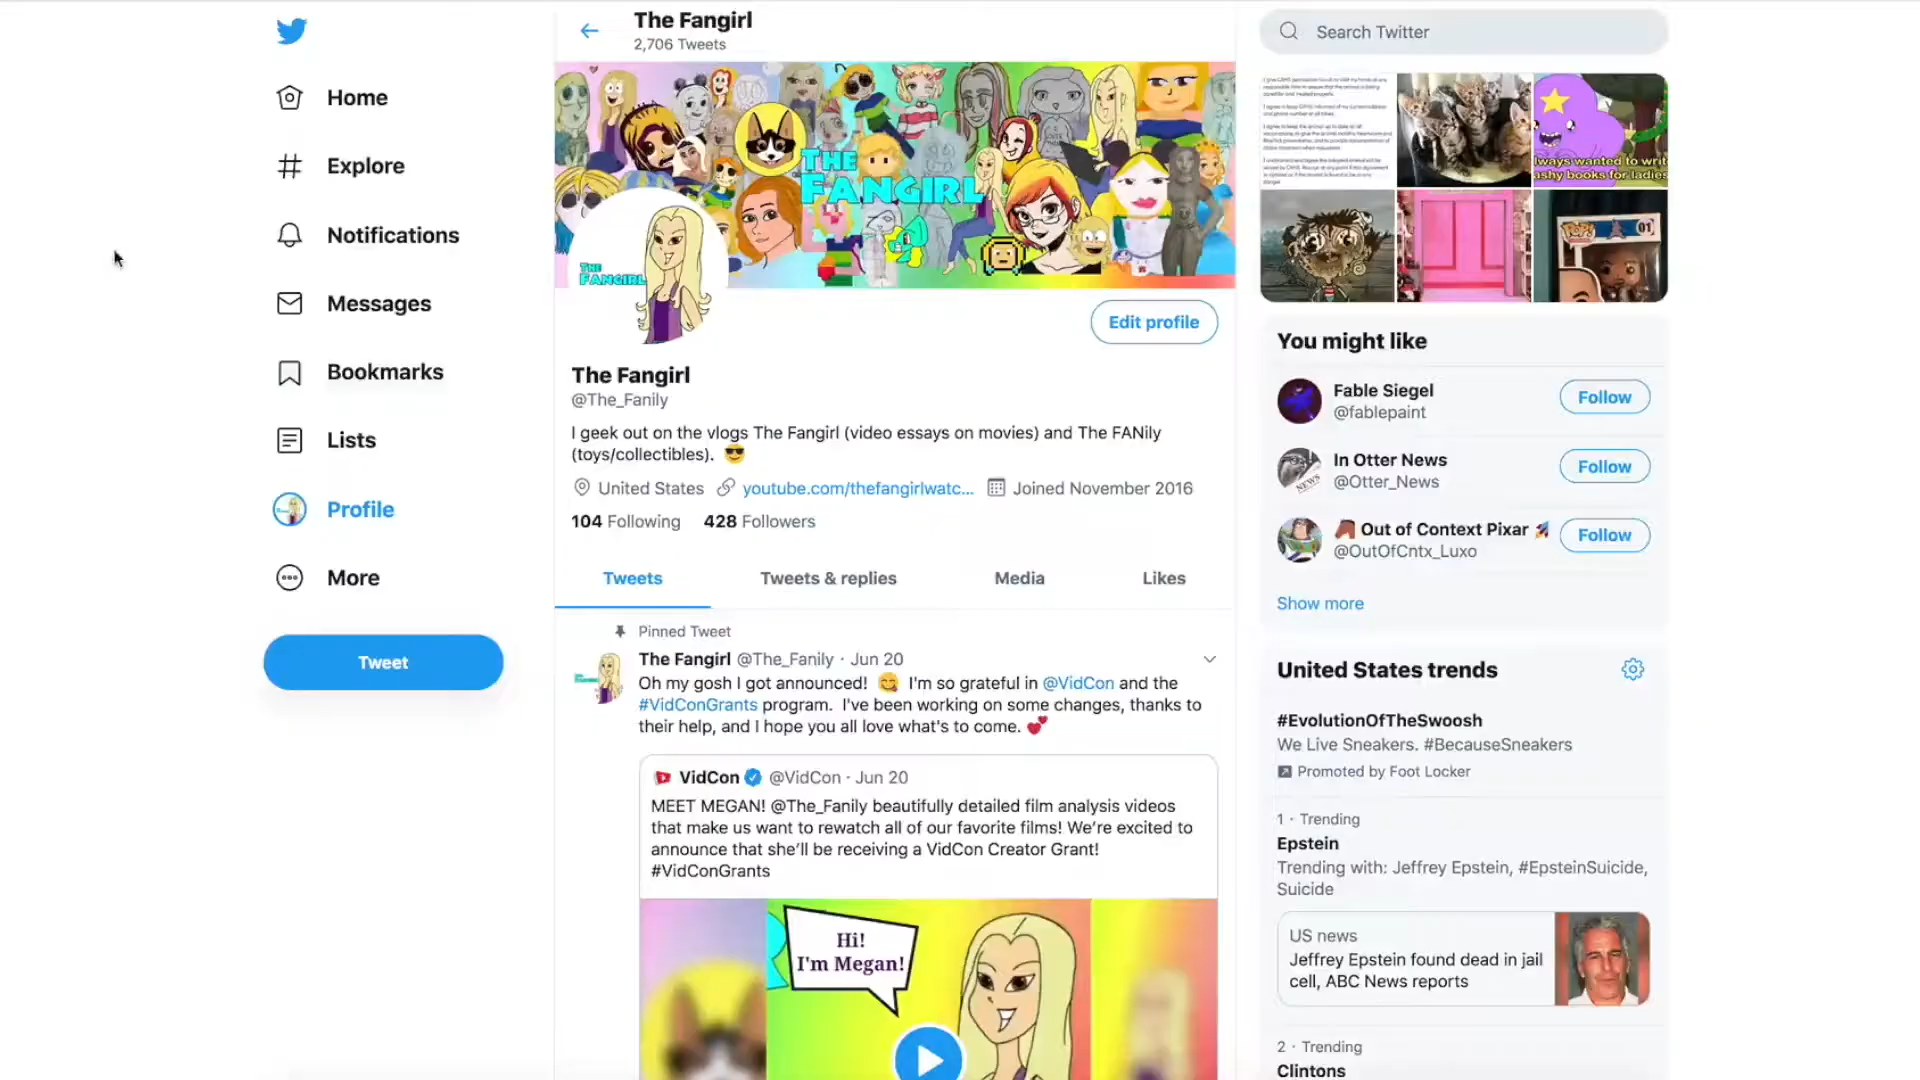 The Fangirl
2,706 Tweets
Search Twitter
Home
Explore
Notifications
Messages
Bookmarks
Lists
Profile
More
Tweet
THE
FANGIRL
THE
FANGIRL
Edit profile
The Fangirl
@The_Fanily
I geek out on the vlogs The Fangirl (video essays on movies) and The FANily
(toys/collectibles). 😎
United States youtube.com/thefangirlwatc... Joined November 2016
104 Following 428 Followers
Tweets Tweets & replies Media Likes
Pinned Tweet
The Fangirl @The_Fanily · Jun 20
Oh my gosh I got announced! 😋 I'm so grateful in @VidCon and the
#VidConGrants program. I've been working on some changes, thanks to
their help, and I hope you all love what's to come. 💕
VidCon @VidCon · Jun 20
MEET MEGAN! @The_Fanily beautifully detailed film analysis videos
that make us want to rewatch all of our favorite films! We're excited to
announce that she'll be receiving a VidCon Creator Grant!
#VidConGrants
Hi!
I'm Megan!
lways wanted to writ
ashy books for ladies
POP!
01
You might like
Fable Siegel
@fablepaint
Follow
In Otter News
@Otter_News
Follow
NEWS
Out of Context Pixar
@OutOfCntx_Luxo
Follow
Show more
United States trends
#EvolutionOfTheSwoosh
We Live Sneakers. #BecauseSneakers
Promoted by Foot Locker
1 · Trending
Epstein
Trending with: Jeffrey Epstein, #EpsteinSuicide,
Suicide
US news
Jeffrey Epstein found dead in jail
cell, ABC News reports
2 · Trending
Clintons